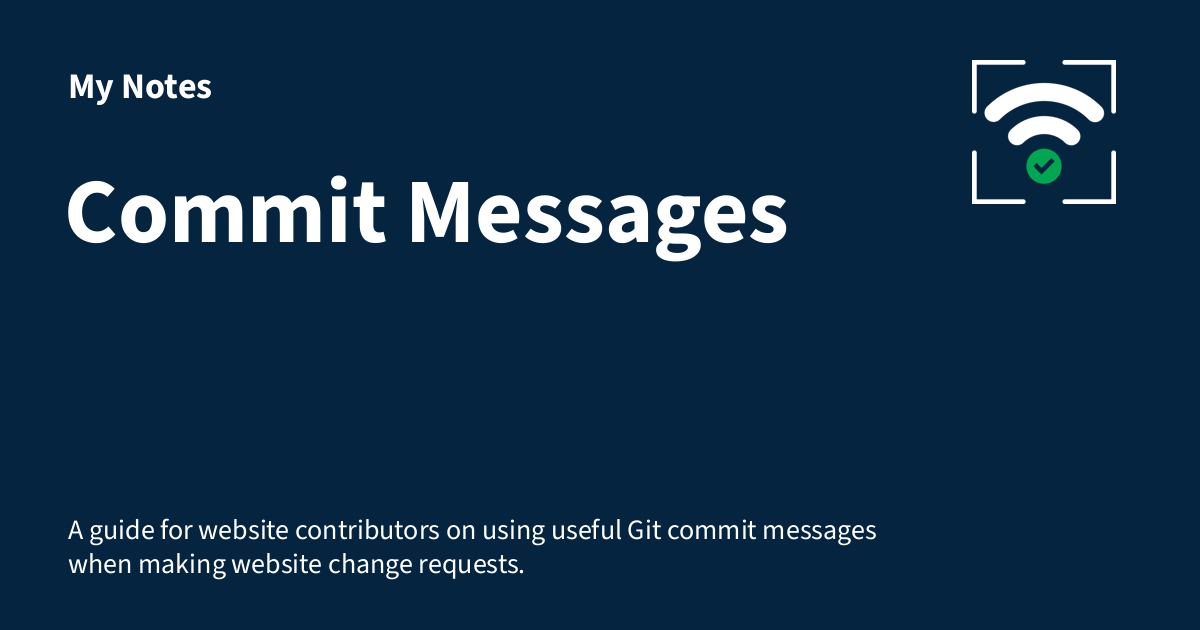 My Notes
Commit Messages
A guide for website contributors on using useful Git commit messages
when making website change requests.